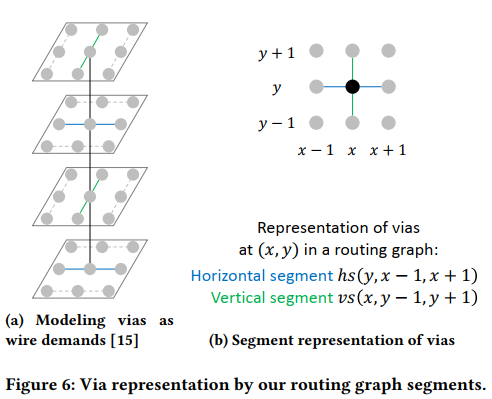 y + 1
y
y − 1
x − 1 x x + 1
Representation of vias
at (x, y) in a routing graph:
Horizontal segment hs(y, x − 1, x + 1)
Vertical segment vs(x, y − 1, y + 1)
(a) Modeling vias as
wire demands [15]
(b) Segment representation of vias
Figure 6: Via representation by our routing graph segments.